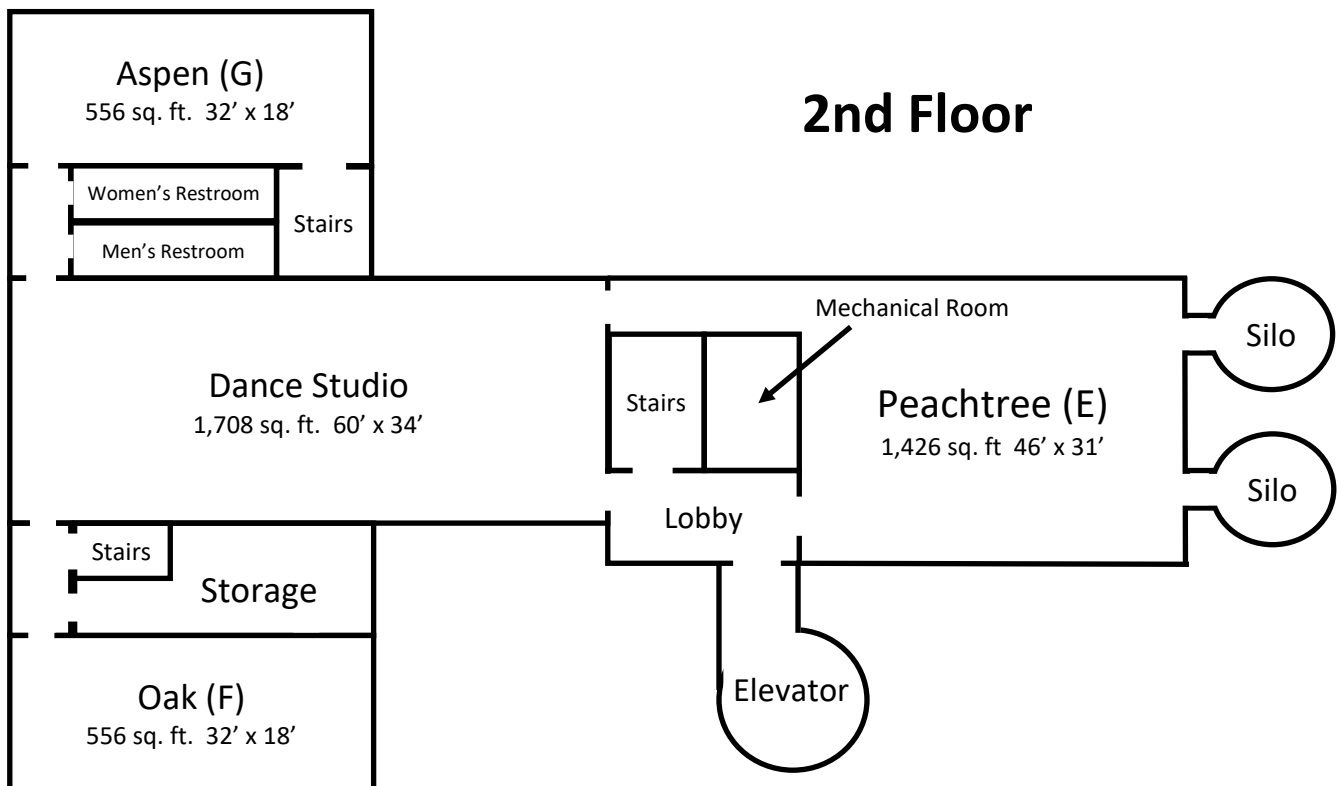 Aspen (G)
556 sq. ft.  32’ x 18’
2nd Floor
Women’s Restroom
Men’s Restroom
Stairs
Mechanical Room
Silo
Dance Studio
1,708 sq. ft.  60’ x 34’
Stairs
Peachtree (E)
1,426 sq. ft  46’ x 31’
Silo
Lobby
Stairs
Storage
Oak (F)
556 sq. ft.  32’ x 18’
Elevator